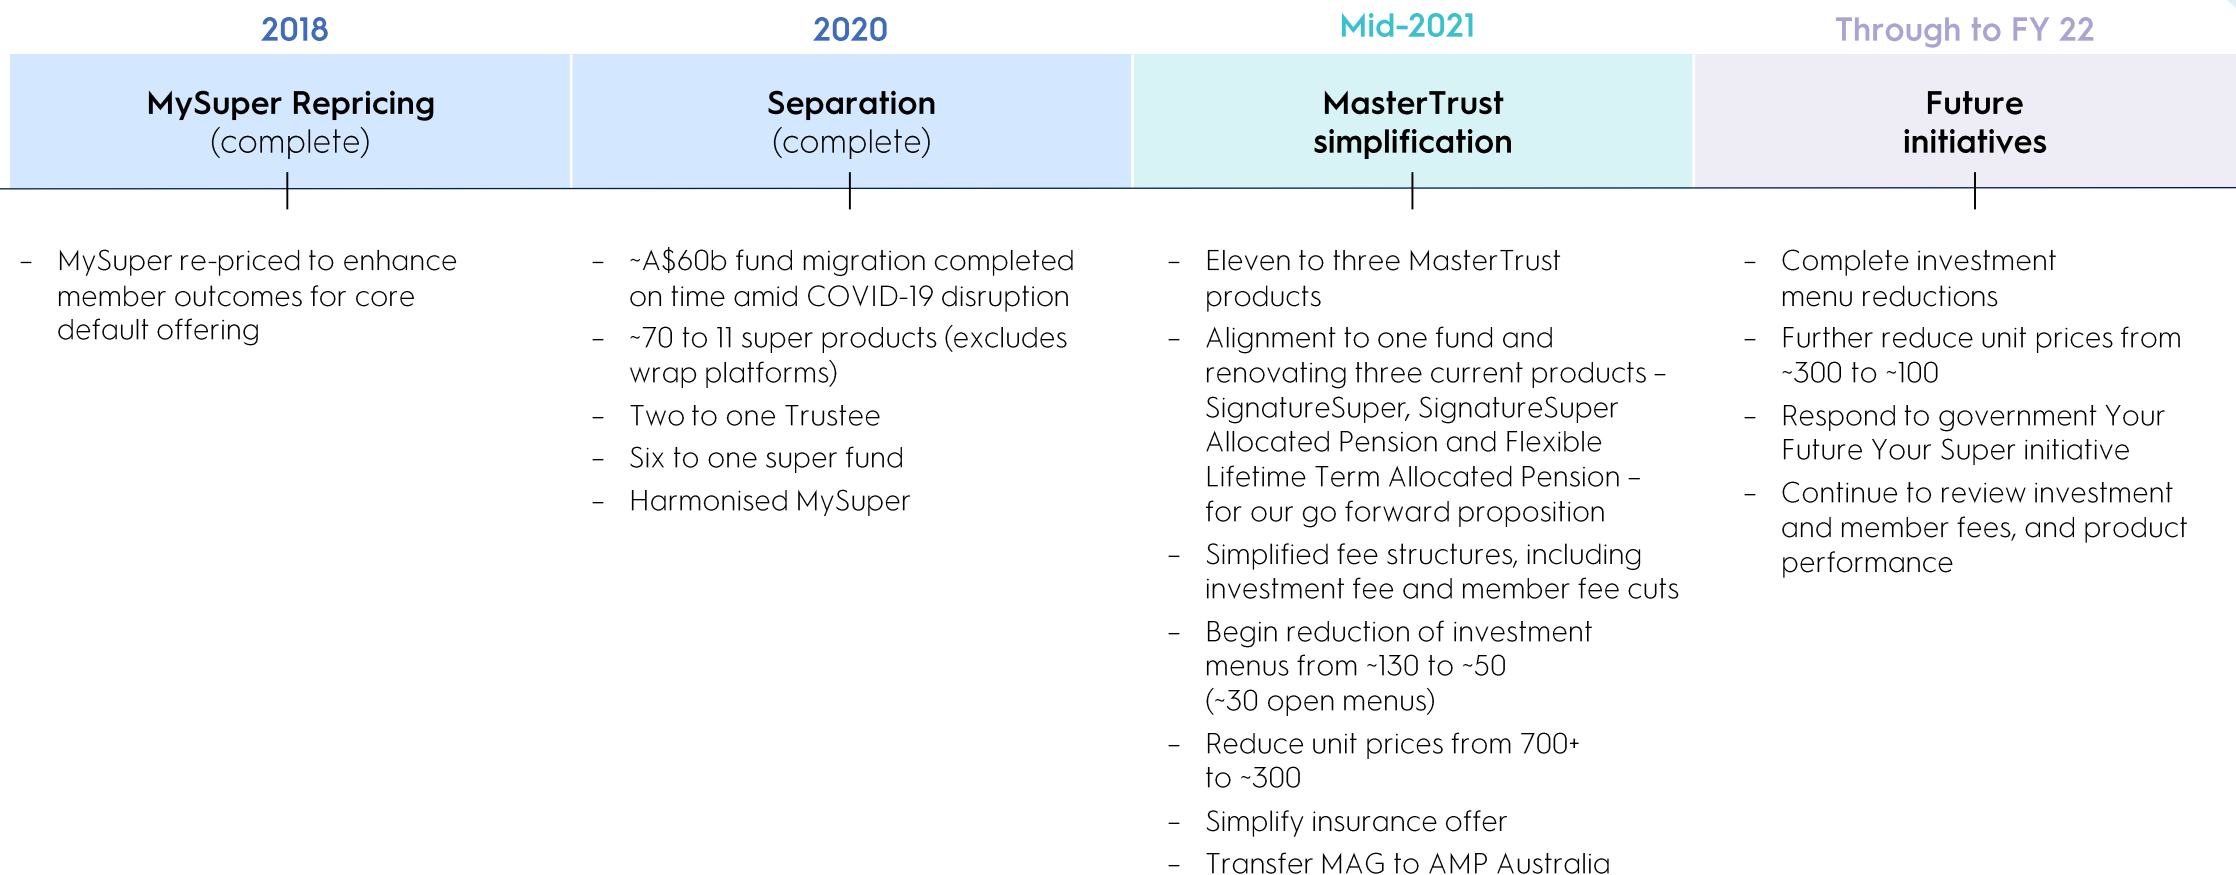 2018
MySuper Repricing
(complete)
– MySuper re-priced to enhance
member outcomes for core
default offering
2020
Separation
(complete)
– ~A$60b fund migration completed
on time amid COVID-19 disruption
– ~70 to 11 super products (excludes
wrap platforms)
– Two to one Trustee
– Six to one super fund
– Harmonised MySuper
Mid-2021
MasterTrust
simplification
– Eleven to three MasterTrust
products
– Alignment to one fund and
renovating three current products –
SignatureSuper, SignatureSuper
Allocated Pension and Flexible
Lifetime Term Allocated Pension –
for our go forward proposition
– Simplified fee structures, including
investment fee and member fee cuts
– Begin reduction of investment
menus from ~130 to ~50
(~30 open menus)
– Reduce unit prices from 700+
to ~300
– Simplify insurance offer
– Transfer MAG to AMP Australia
Through to FY 22
Future
initiatives
– Complete investment
menu reductions
– Further reduce unit prices from
~300 to ~100
– Respond to government Your
Future Your Super initiative
– Continue to review investment
and member fees, and product
performance